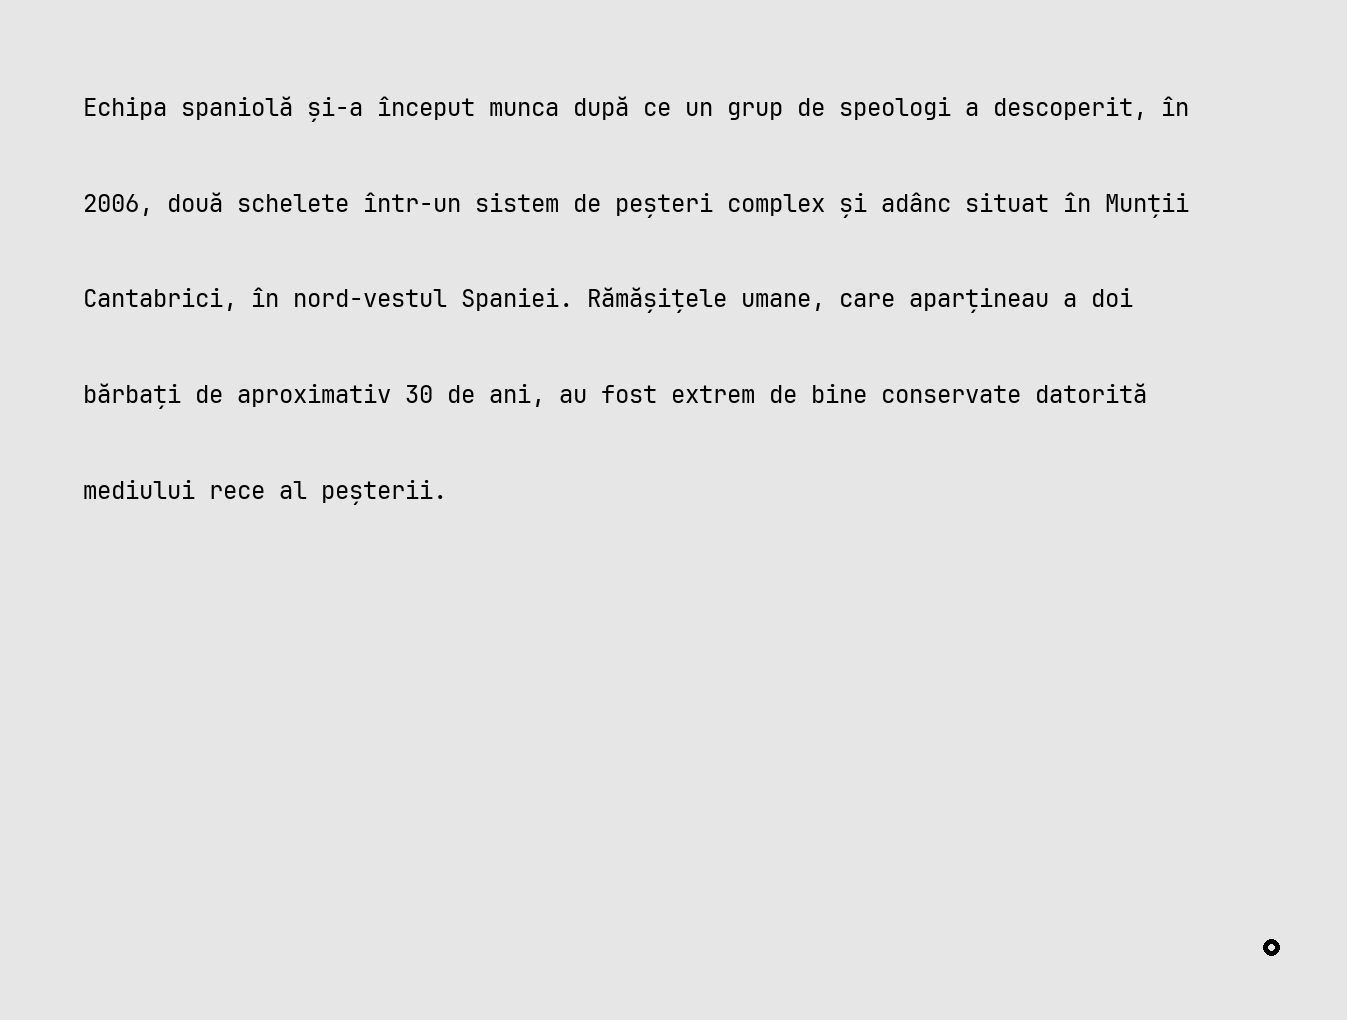 Echipa spaniolă și-a început munca după ce un grup de speologi a descoperit, în
2006, două schelete într-un sistem de peșteri complex și adânc situat în Munții
Cantabrici, în nord-vestul Spaniei. Rămășițele umane, care aparțineau a doi
bărbați de aproximativ 30 de ani, au fost extrem de bine conservate datorită
mediului rece al peșterii.